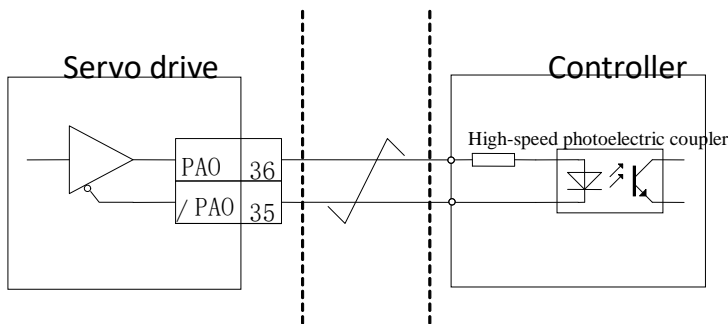 Servo drive
Controller
High-speed photoelectric coupler
PAO 36
/PAO 35